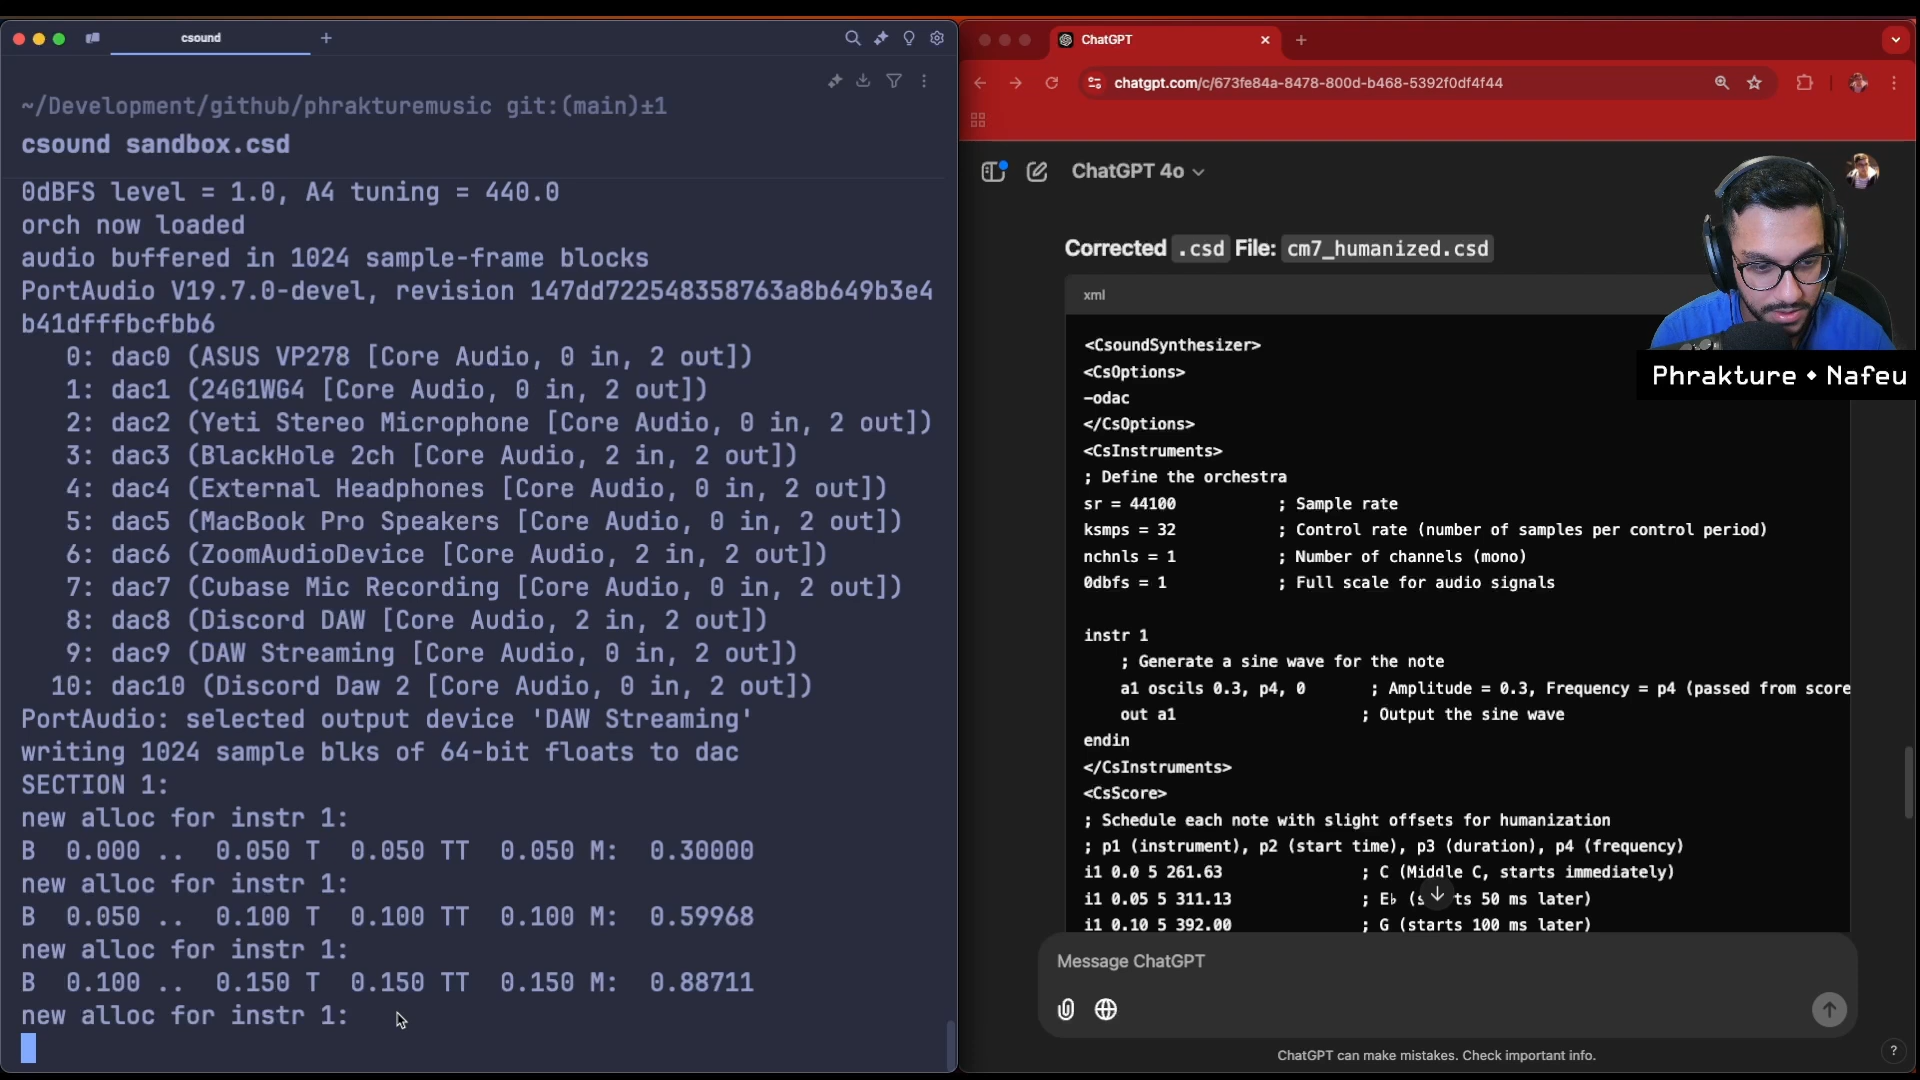 csound
~/Development/github/phrakturemusic git:(main)±1
csound sandbox.csd
0dBFS level = 1.0, A4 tuning = 440.0
orch now loaded
audio buffered in 1024 sample-frame blocks
PortAudio V19.7.0-devel, revision 147dd722548358763a8b649b3e4
b41dfffbcfbb6
0: dac0 (ASUS VP278 [Core Audio, 0 in, 2 out])
1: dac1 (24G1WG4 [Core Audio, 0 in, 2 out])
2: dac2 (Yeti Stereo Microphone [Core Audio, 0 in, 2 out])
3: dac3 (BlackHole 2ch [Core Audio, 2 in, 2 out])
4: dac4 (External Headphones [Core Audio, 0 in, 2 out])
5: dac5 (MacBook Pro Speakers [Core Audio, 0 in, 2 out])
6: dac6 (ZoomAudioDevice [Core Audio, 2 in, 2 out])
7: dac7 (Cubase Mic Recording [Core Audio, 0 in, 2 out])
8: dac8 (Discord DAW [Core Audio, 2 in, 2 out])
9: dac9 (DAW Streaming [Core Audio, 0 in, 2 out])
10: dac10 (Discord Daw 2 [Core Audio, 0 in, 2 out])
PortAudio: selected output device 'DAW Streaming'
writing 1024 sample blks of 64-bit floats to dac
SECTION 1:
new alloc for instr 1:
B 0.000 .. 0.050 T 0.050 TT 0.050 M: 0.30000
new alloc for instr 1:
B 0.050 .. 0.100 T 0.100 TT 0.100 M: 0.59968
new alloc for instr 1:
B 0.100 .. 0.150 T 0.150 TT 0.150 M: 0.88711
new alloc for instr 1:
ChatGPT
chatgpt.com/c/673fe84a-8478-800d-b468-5392f0df4f44
ChatGPT 4o
Corrected .csd File: cm7_humanized.csd
xml
<CsoundSynthesizer>
<CsOptions>
-odac
</CsOptions>
<CsInstruments>
; Define the orchestra
sr = 44100 ; Sample rate
ksmps = 32 ; Control rate (number of samples per control period)
nchnls = 1 ; Number of channels (mono)
0dbfs = 1 ; Full scale for audio signals
instr 1
; Generate a sine wave for the note
a1 oscils 0.3, p4, 0 ; Amplitude = 0.3, Frequency = p4 (passed from score
out a1 ; Output the sine wave
endin
</CsInstruments>
<CsScore>
; Schedule each note with slight offsets for humanization
; p1 (instrument), p2 (start time), p3 (duration), p4 (frequency)
i1 0.0 5 261.63 ; C (Middle C, starts immediately)
i1 0.05 5 311.13 ; E♭ (s ts 50 ms later)
i1 0.10 5 392.00 ; G (starts 100 ms later)
Phrakture • Nafeu
Message ChatGPT
ChatGPT can make mistakes. Check important info.
?